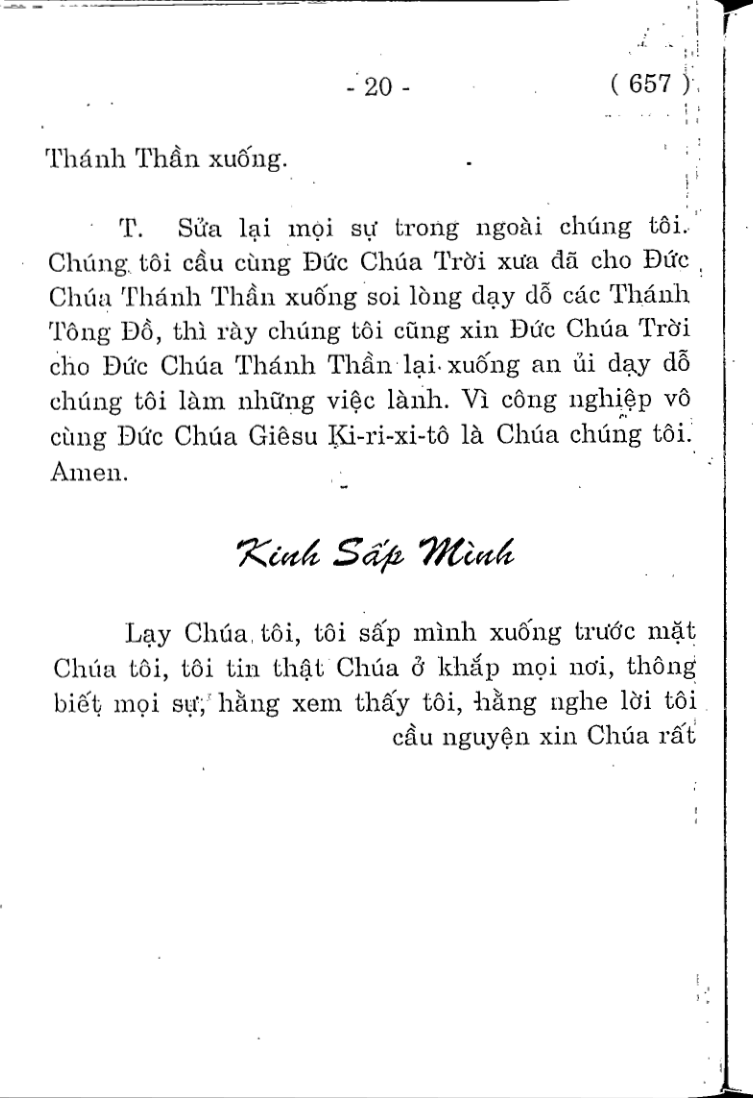 - 20 -
( 657 )
Thánh Thần xuống.
T. Sửa lại mọi sự trong ngoài chúng tôi.
Chúng tôi cầu cùng Đức Chúa Trời xưa đã cho Đức
Chúa Thánh Thần xuống soi lòng dạy dỗ các Thánh
Tông Đồ, thì rày chúng tôi cũng xin Đức Chúa Trời
cho Đức Chúa Thánh Thần lại xuống an ủi dạy dỗ
chúng tôi làm những việc lành. Vì công nghiệp vô
cùng Đức Chúa Giêsu Ki-ri-xi-tô là Chúa chúng tôi.
Amen.
Kinh Sấp Mình
Lạy Chúa tôi, tôi sấp mình xuống trước mặt
Chúa tôi, tôi tin thật Chúa ở khắp mọi nơi, thông
biết mọi sự, hằng xem thấy tôi, hằng nghe lời tôi
cầu nguyện xin Chúa rất